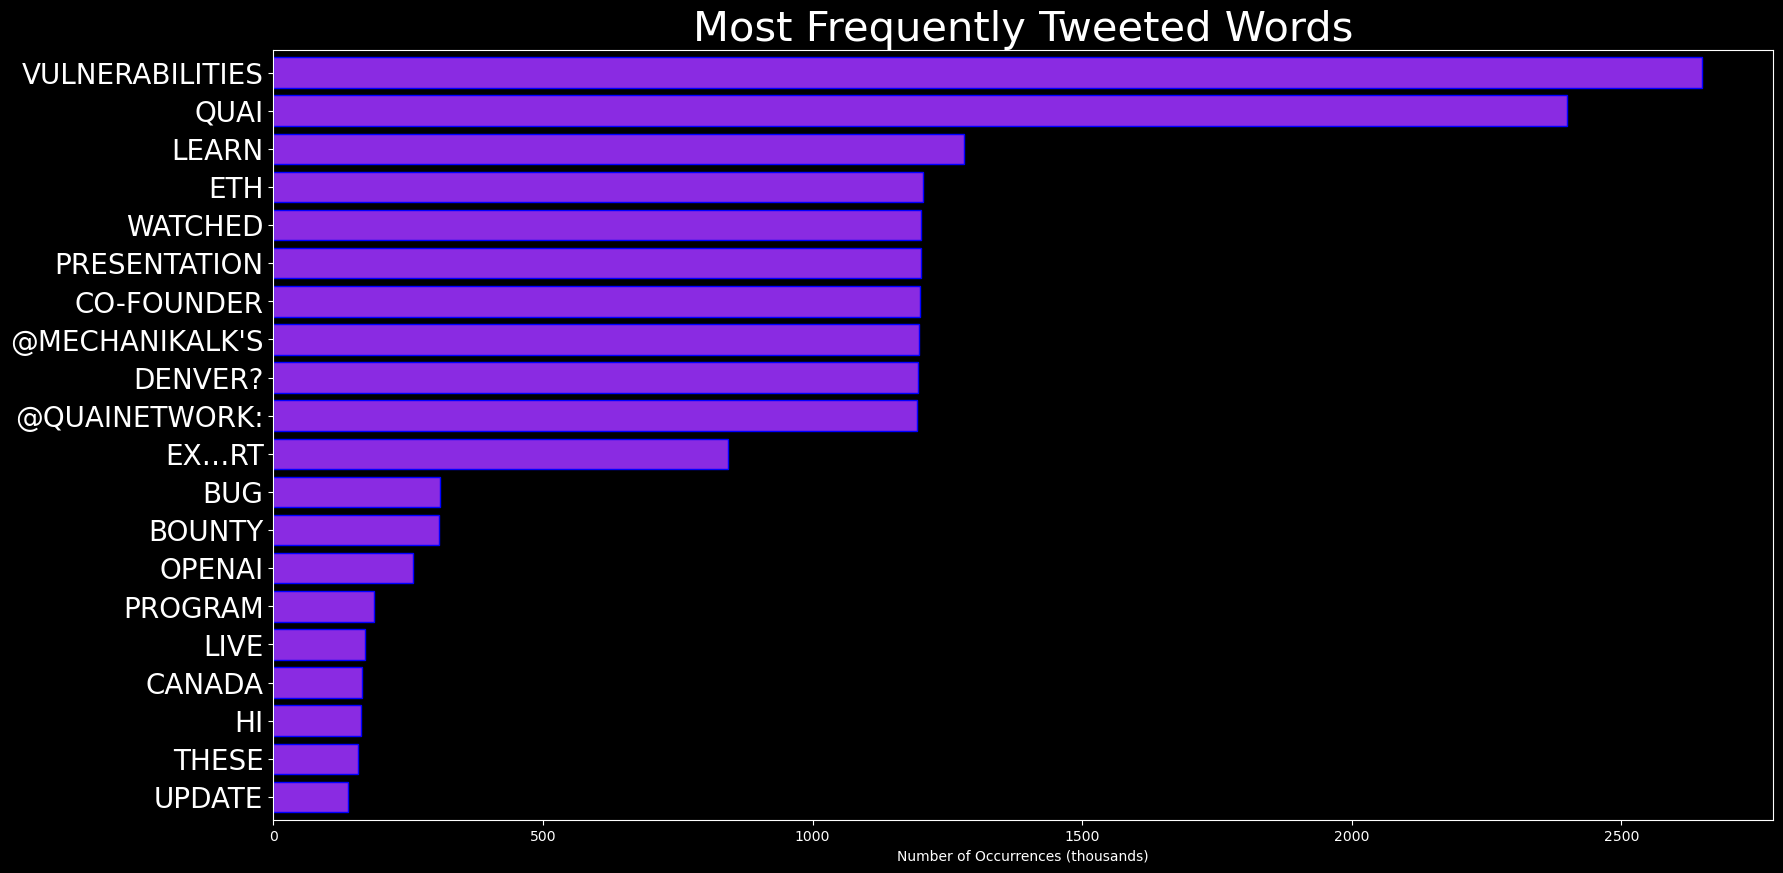 Most Frequently Tweeted Words
VULNERABILITIES
QUAI
LEARN
ETH
WATCHED
PRESENTATION
CO-FOUNDER
@MECHANIKALK'S
DENVER?
@QUAINETWORK:
EX…RT
BUG
BOUNTY
OPENAI
PROGRAM
LIVE
CANADA
HI
THESE
UPDATE
0 500 1000 1500 2000 2500
Number of Occurrences (thousands)